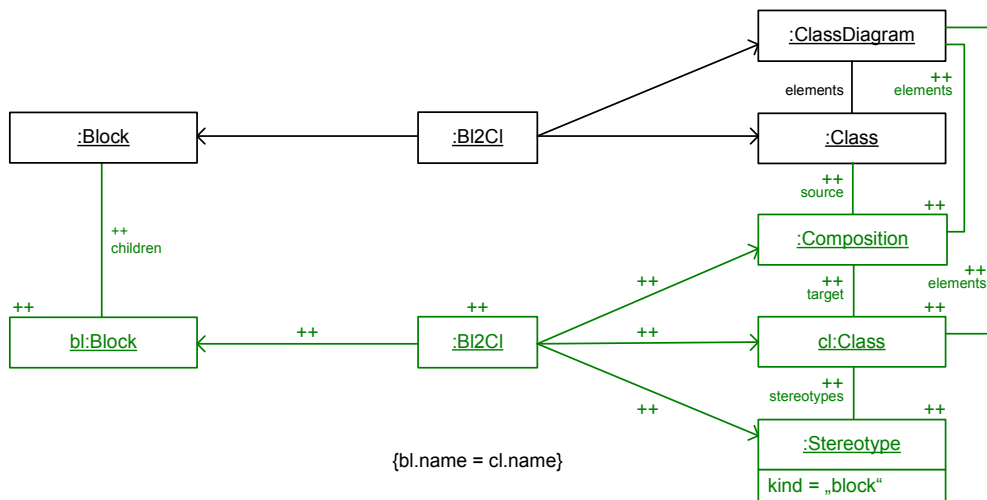 :ClassDiagram
++
elements
elements
:Block
:Bl2Cl
:Class
++
source
++
++
children
:Composition
++
++
target
++
elements
++
++
++
++
++
bl:Block
:Bl2Cl
cl:Class
++
stereotypes
++
++
:Stereotype
{bl.name = cl.name}
kind = „block“